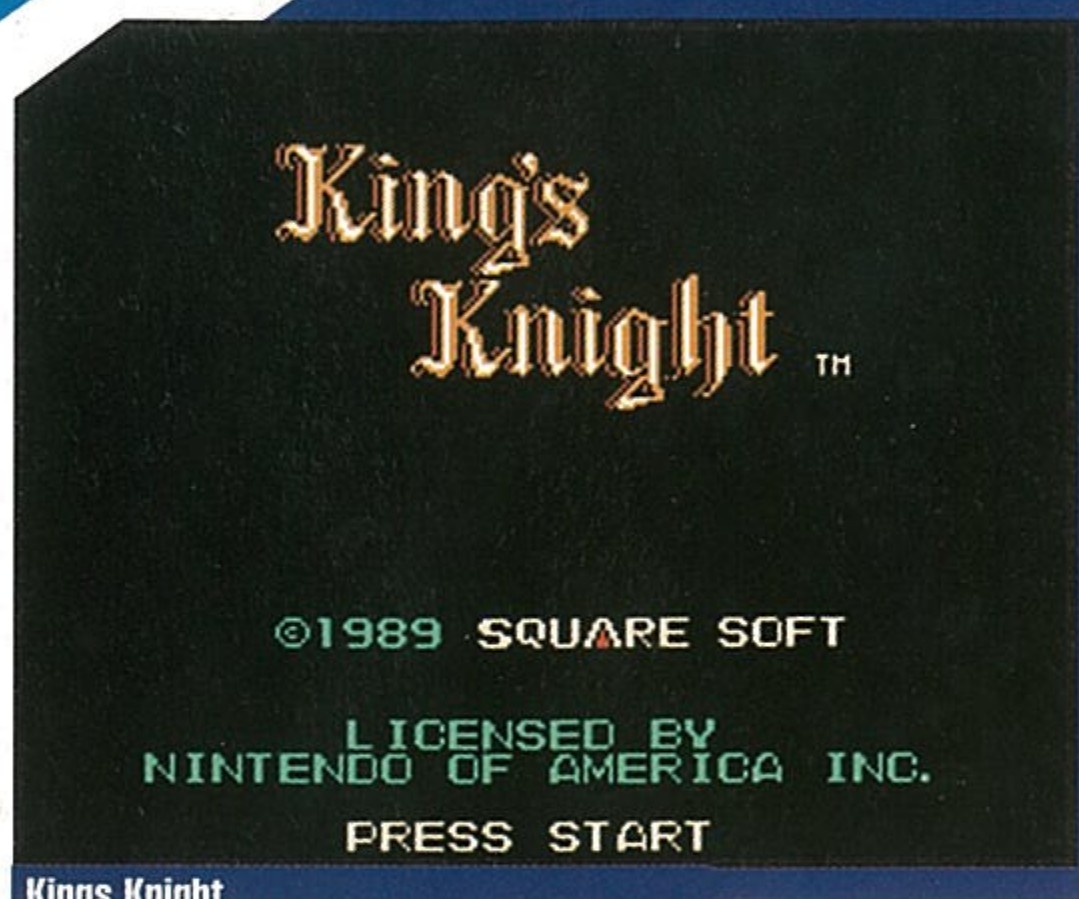 King's
Knight TM
©1989 SQUARE SOFT
LICENSED BY
NINTENDO OF AMERICA INC.
PRESS START
Kings Knight